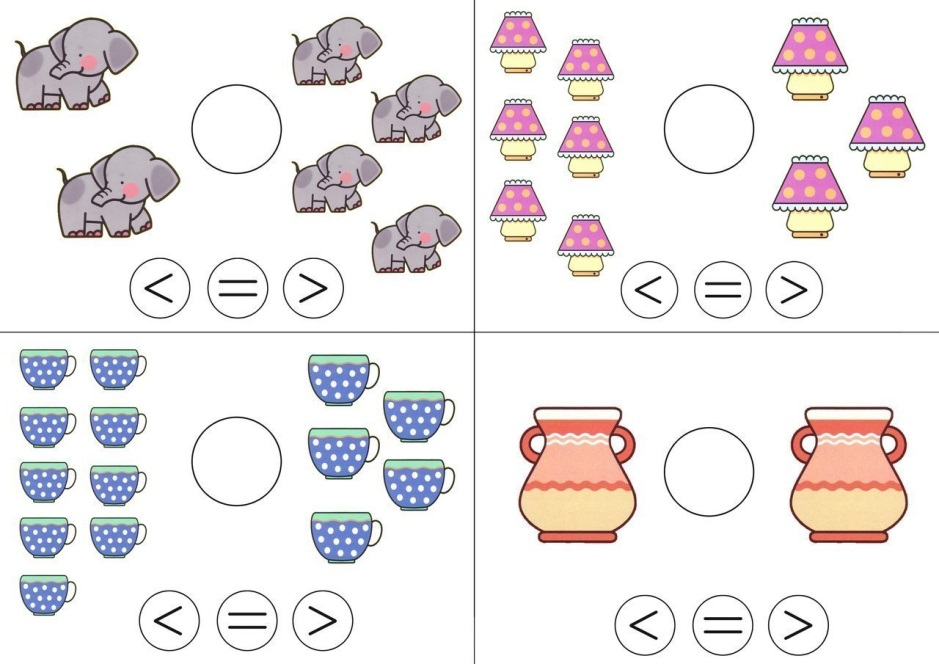 < = >
< = >
< = >
< = >